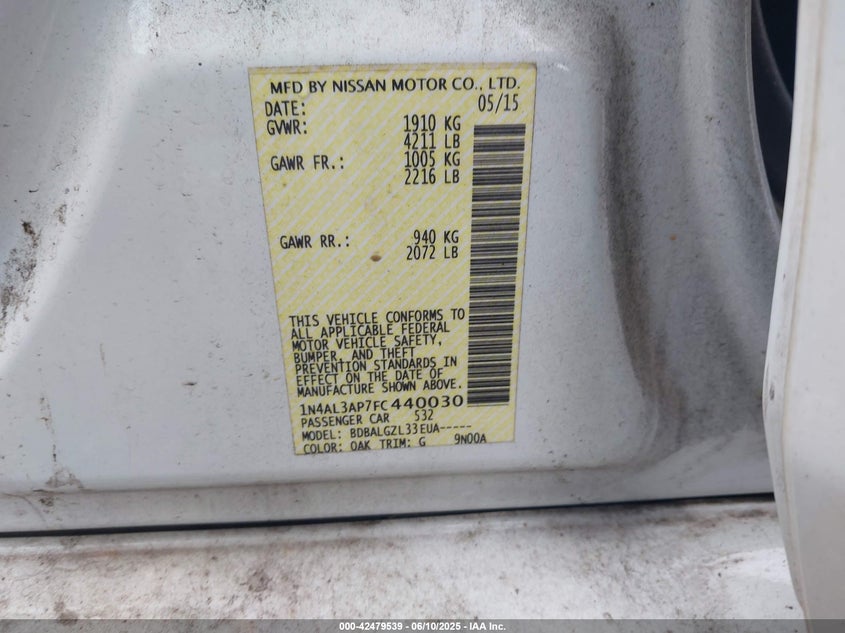 MFD BY NISSAN MOTOR CO., LTD.
DATE: 05/15
GVWR: 1910 KG
4211 LB
GAWR FR.: 1005 KG
2216 LB
GAWR RR.: 940 KG
2072 LB
THIS VEHICLE CONFORMS TO
ALL APPLICABLE FEDERAL
MOTOR VEHICLE SAFETY,
BUMPER, AND THEFT
PREVENTION STANDARDS IN
EFFECT ON THE DATE OF
MANUFACTURE SHOWN ABOVE.
1N4AL3AP7FC440030
PASSENGER CAR 532
MODEL: BDBALGZL33EUA-----
COLOR: QAK TRIM: G 9N00A
000-42479539 - 06/10/2025 - IAA Inc.